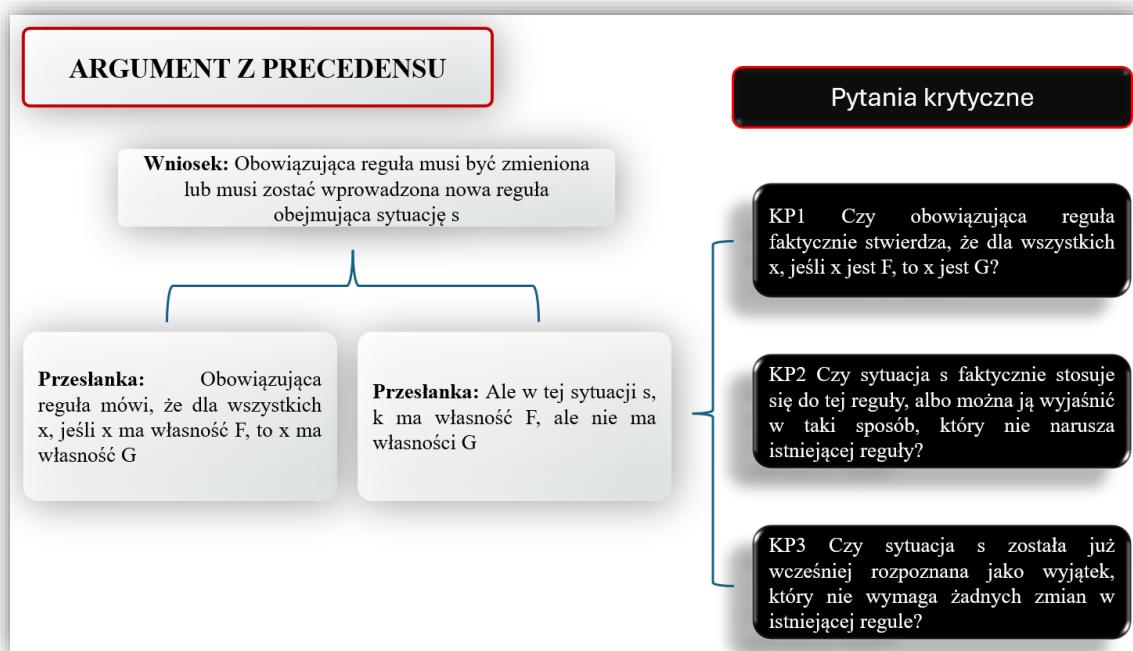 ARGUMENT Z PRECEDENSU
Wniosek: Obowiązująca reguła musi być zmieniona
lub musi zostać wprowadzona nowa reguła
obejmująca sytuację s
Przesłanka: Obowiązująca
reguła mówi, że dla wszystkich
x, jeśli x ma własność F, to x ma
własność G
Przesłanka: Ale w tej sytuacji s,
k ma własność F, ale nie ma
własności G
Pytania krytyczne
KP1 Czy obowiązująca reguła
faktycznie stwierdza, że dla wszystkich
x, jeśli x jest F, to x jest G?
KP2 Czy sytuacja s faktycznie stosuje
się do tej reguły, albo można ją wyjaśnić
w taki sposób, który nie narusza
istniejącej reguły?
KP3 Czy sytuacja s została już
wcześniej rozpoznana jako wyjątek,
który nie wymaga żadnych zmian w
istniejącej regule?